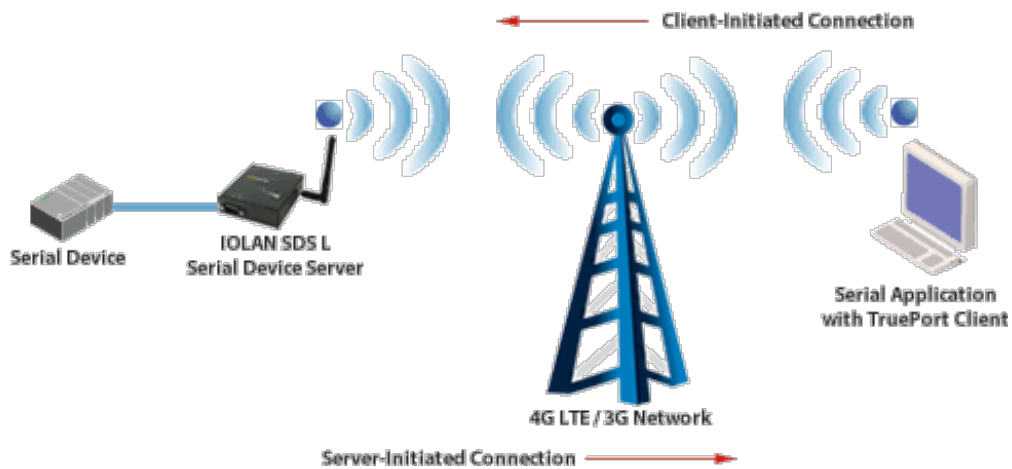 Client-Initiated Connection
Serial Device
IOLAN SDS L
Serial Device Server
Serial Application
with TruePort Client
4G LTE / 3G Network
Server-Initiated Connection